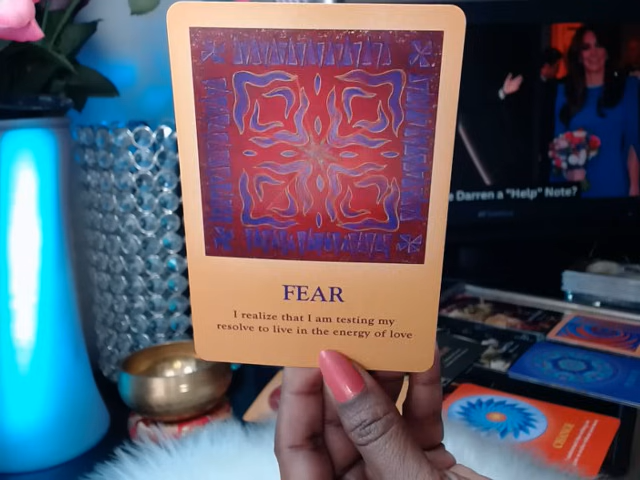 FEAR
I realize that I am testing my
resolve to live in the energy of love
Darren a "Help" Note?
CHANGE